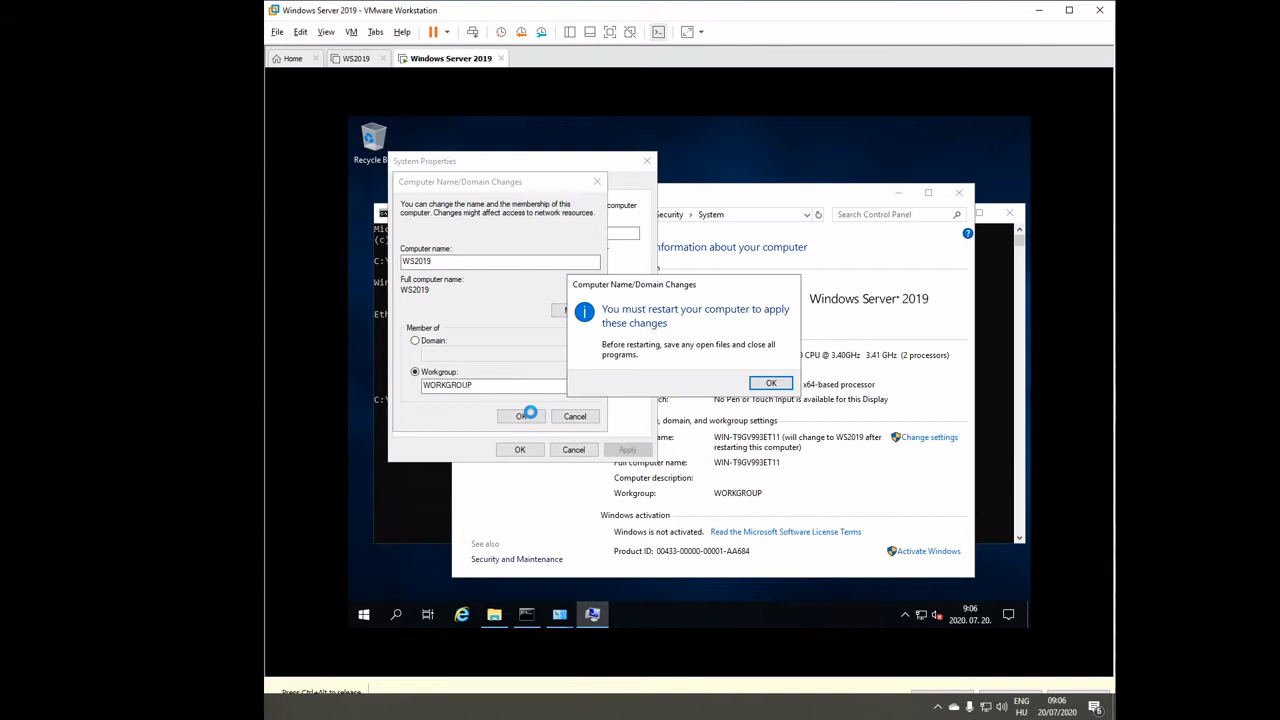 Windows Server 2019 - VMware Workstation
File Edit View VM Tabs Help
Home WS2019 Windows Server 2019
Recycle B
System Properties
Computer Name/Domain Changes
You can change the name and the membership of this
computer. Changes might affect access to network resources.
Computer name:
WS2019
Full computer name:
WS2019
Member of
Domain:
Workgroup:
WORKGROUP
OK Cancel
OK Cancel Apply
computer
Computer Name/Domain Changes
You must restart your computer to apply
these changes
Before restarting, save any open files and close all
programs.
OK
Security > System
Search Control Panel
information about your computer
Windows Server 2019
CPU @ 3.40GHz 3.41 GHz (2 processors)
x64-based processor
No Pen or Touch Input is available for this Display
, domain, and workgroup settings
name: WIN-T9GV993ET11 (will change to WS2019 after
restarting this computer)
Change settings
Full computer name: WIN-T9GV993ET11
Computer description:
Workgroup: WORKGROUP
Windows activation
Windows is not activated. Read the Microsoft Software License Terms
Product ID: 00433-00000-00001-AA684
Activate Windows
See also
Security and Maintenance
Mic
(c)
C:\
Win
Eth
C:\
9:06
2020. 07. 20.
Press Ctrl+Alt to release
ENG
HU
09:06
20/07/2020